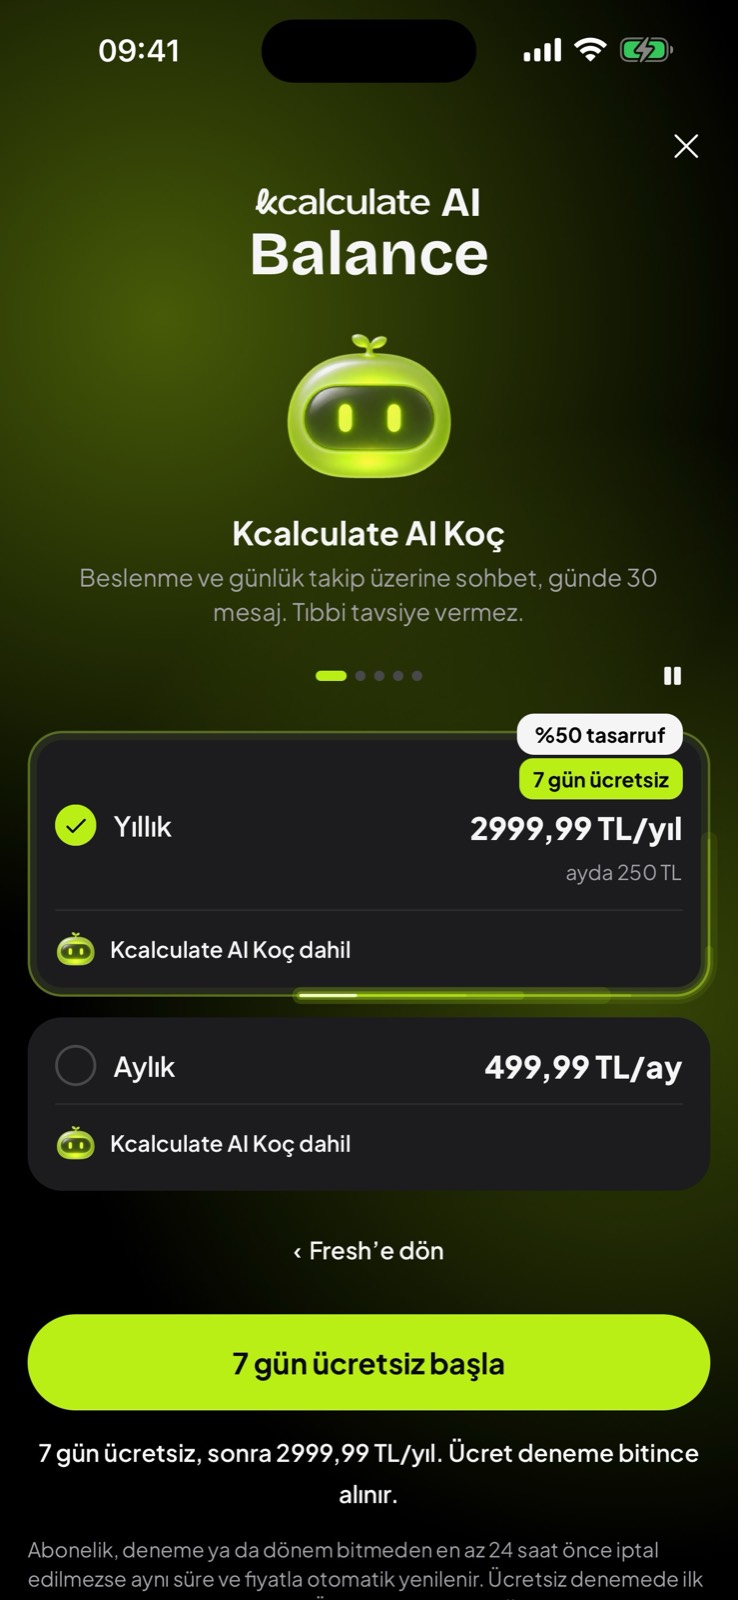 09:41
kcalculate AI
Balance
Kcalculate AI Koç
Beslenme ve günlük takip üzerine sohbet, günde 30
mesaj. Tıbbi tavsiye vermez.
%50 tasarruf
7 gün ücretsiz
Yıllık
2999,99 TL/yıl
ayda 250 TL
Kcalculate AI Koç dahil
Aylık
499,99 TL/ay
Kcalculate AI Koç dahil
‹ Fresh’e dön
7 gün ücretsiz başla
7 gün ücretsiz, sonra 2999,99 TL/yıl. Ücret deneme bitince
alınır.
Abonelik, deneme ya da dönem bitmeden en az 24 saat önce iptal
edilmezse aynı süre ve fiyatla otomatik yenilenir. Ücretsiz denemede ilk